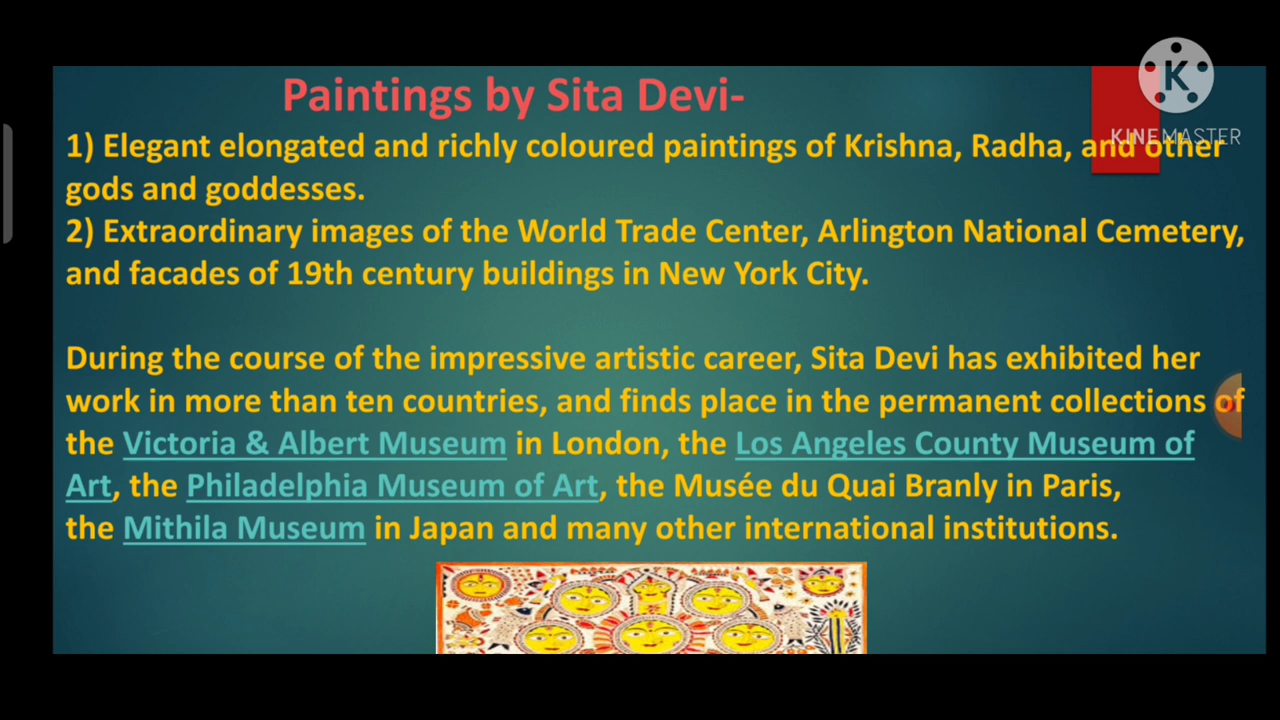 Paintings by Sita Devi-
K
KINEMASTER
1) Elegant elongated and richly coloured paintings of Krishna, Radha, and other
gods and goddesses.
2) Extraordinary images of the World Trade Center, Arlington National Cemetery,
and facades of 19th century buildings in New York City.
During the course of the impressive artistic career, Sita Devi has exhibited her
work in more than ten countries, and finds place in the permanent collections of
the Victoria & Albert Museum in London, the Los Angeles County Museum of
Art, the Philadelphia Museum of Art, the Musée du Quai Branly in Paris,
the Mithila Museum in Japan and many other international institutions.